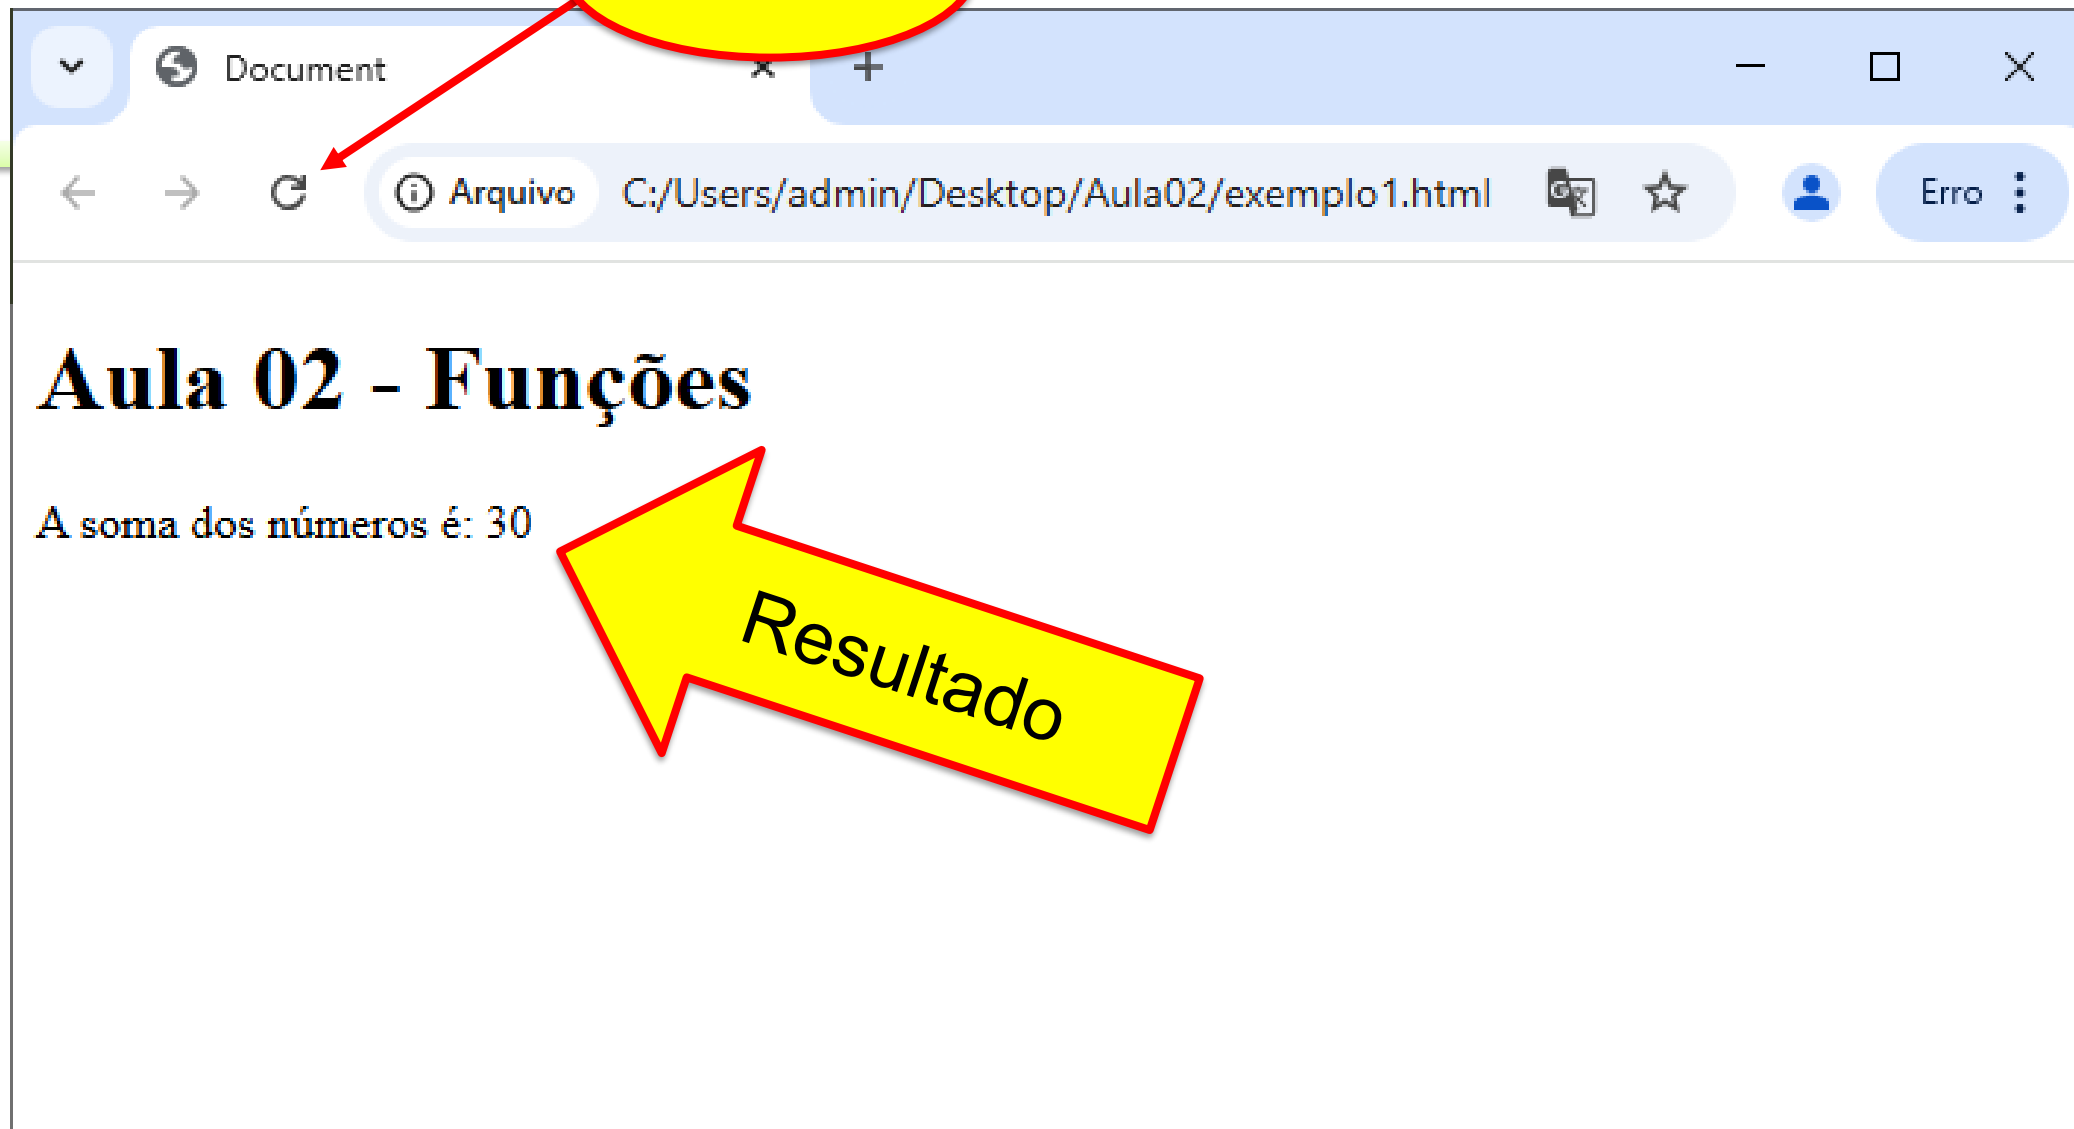 Document
Arquivo C:/Users/admin/Desktop/Aula02/exemplo1.html Erro
Aula 02 - Funções
A soma dos números é: 30
Resultado